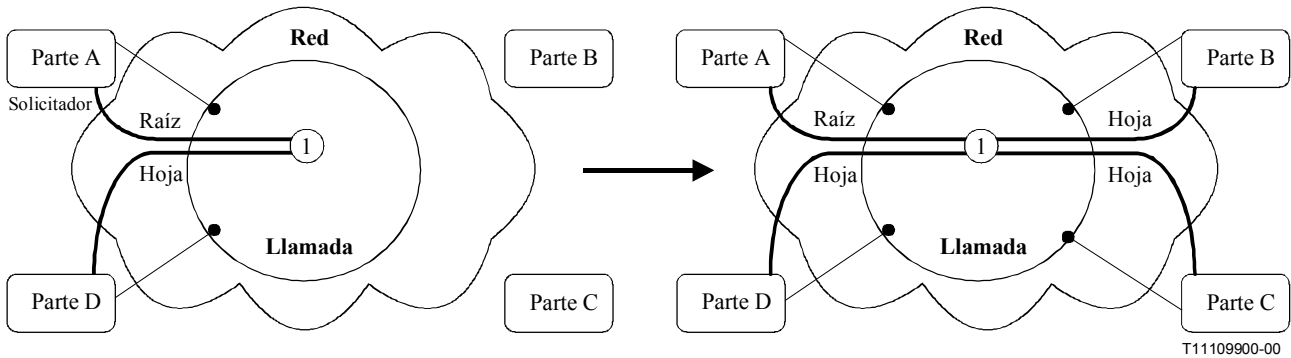 Red
Parte A
Parte B
Solicitador
Raíz
1
Hoja
Llamada
Parte D
Parte C
Red
Parte A
Parte B
Raíz
Hoja
1
Hoja
Hoja
Llamada
Parte D
Parte C
T11109900-00